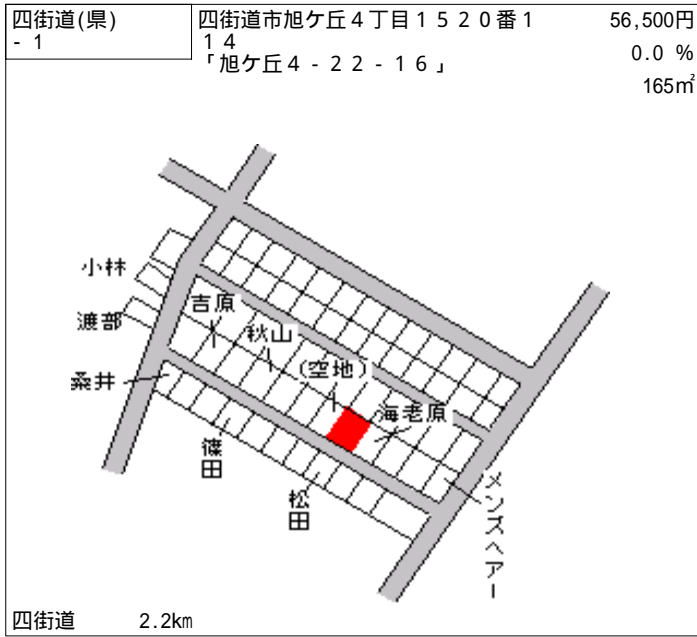 四街道(県)
- 1
四街道市旭ケ丘４丁目１５２０番１
１４
「旭ケ丘４－２２－１６」
56,500円
0.0 %
165㎡
小林
渡部
桑井
吉原
秋山
(空地)
海老原
篠田
松田
メンズヘアー
四街道 2.2km